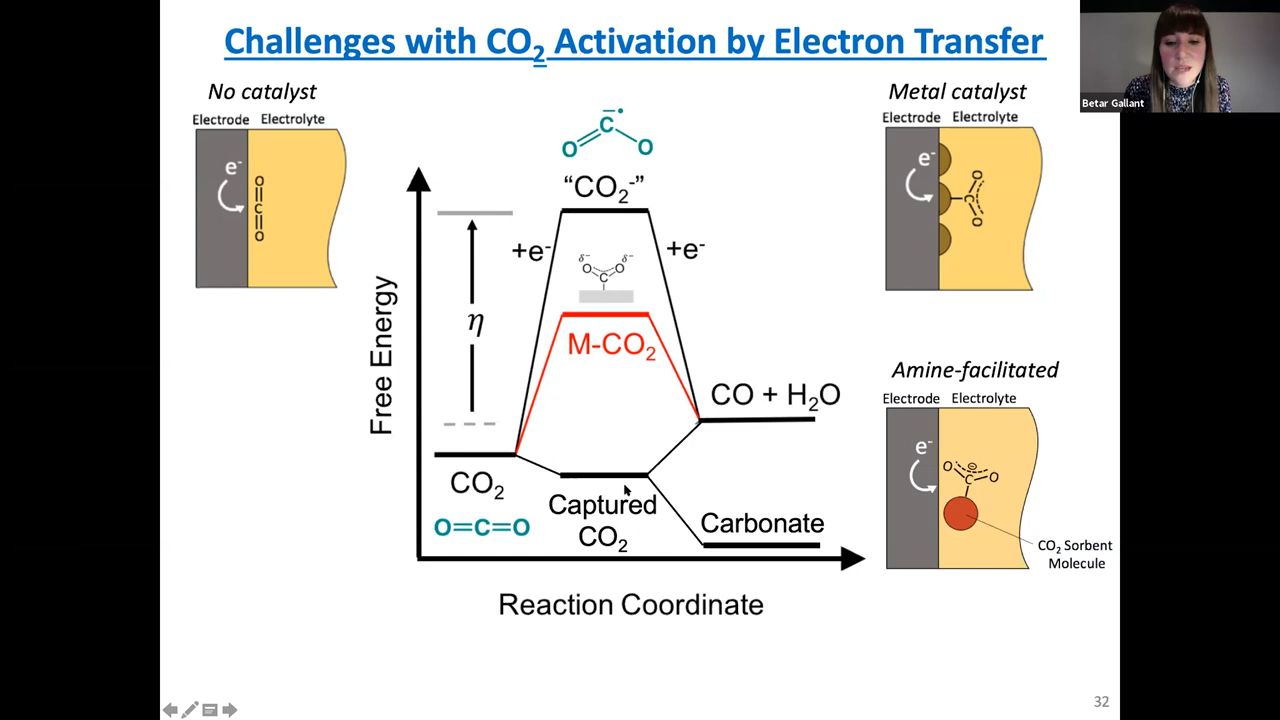 Challenges with CO₂ Activation by Electron Transfer
Betar Gallant
No catalyst
Electrode Electrolyte
e⁻
O=C=O
O C O
"CO₂⁻"
+e⁻
+e⁻
δ⁻ δ⁻
O C O
M-CO₂
η
Free Energy
CO₂
O=C=O
Captured
CO₂
CO + H₂O
Carbonate
Reaction Coordinate
Metal catalyst
Electrode Electrolyte
e⁻
O
C
O
Amine-facilitated
Electrode Electrolyte
e⁻
O C O
CO₂ Sorbent
Molecule
32